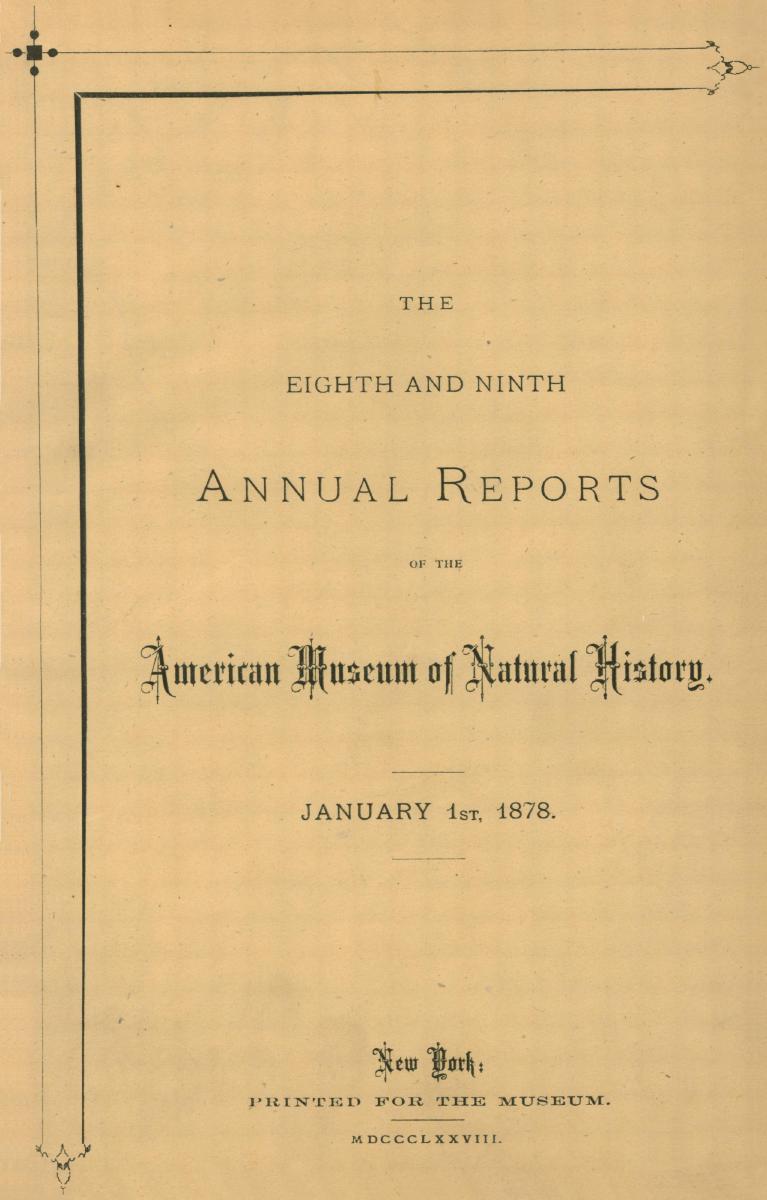 THE
EIGHTH AND NINTH
ANNUAL REPORTS
OF THE
American Museum of Natural History.
JANUARY 1ST, 1878.
New York:
PRINTED FOR THE MUSEUM.
MDCCCLXXVIII.